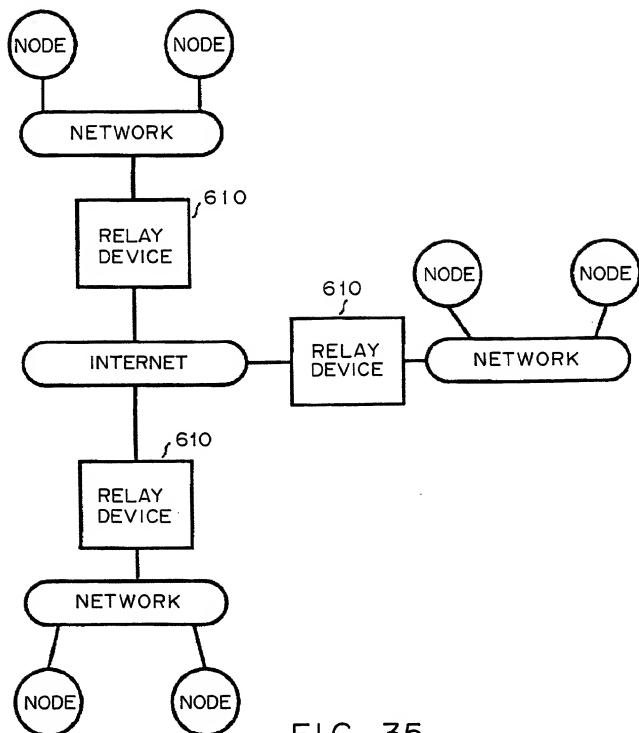 NODE NODE
NETWORK
610
RELAY
DEVICE
610
NODE NODE
INTERNET
RELAY
DEVICE
NETWORK
610
RELAY
DEVICE
NETWORK
NODE NODE
FIG. 35